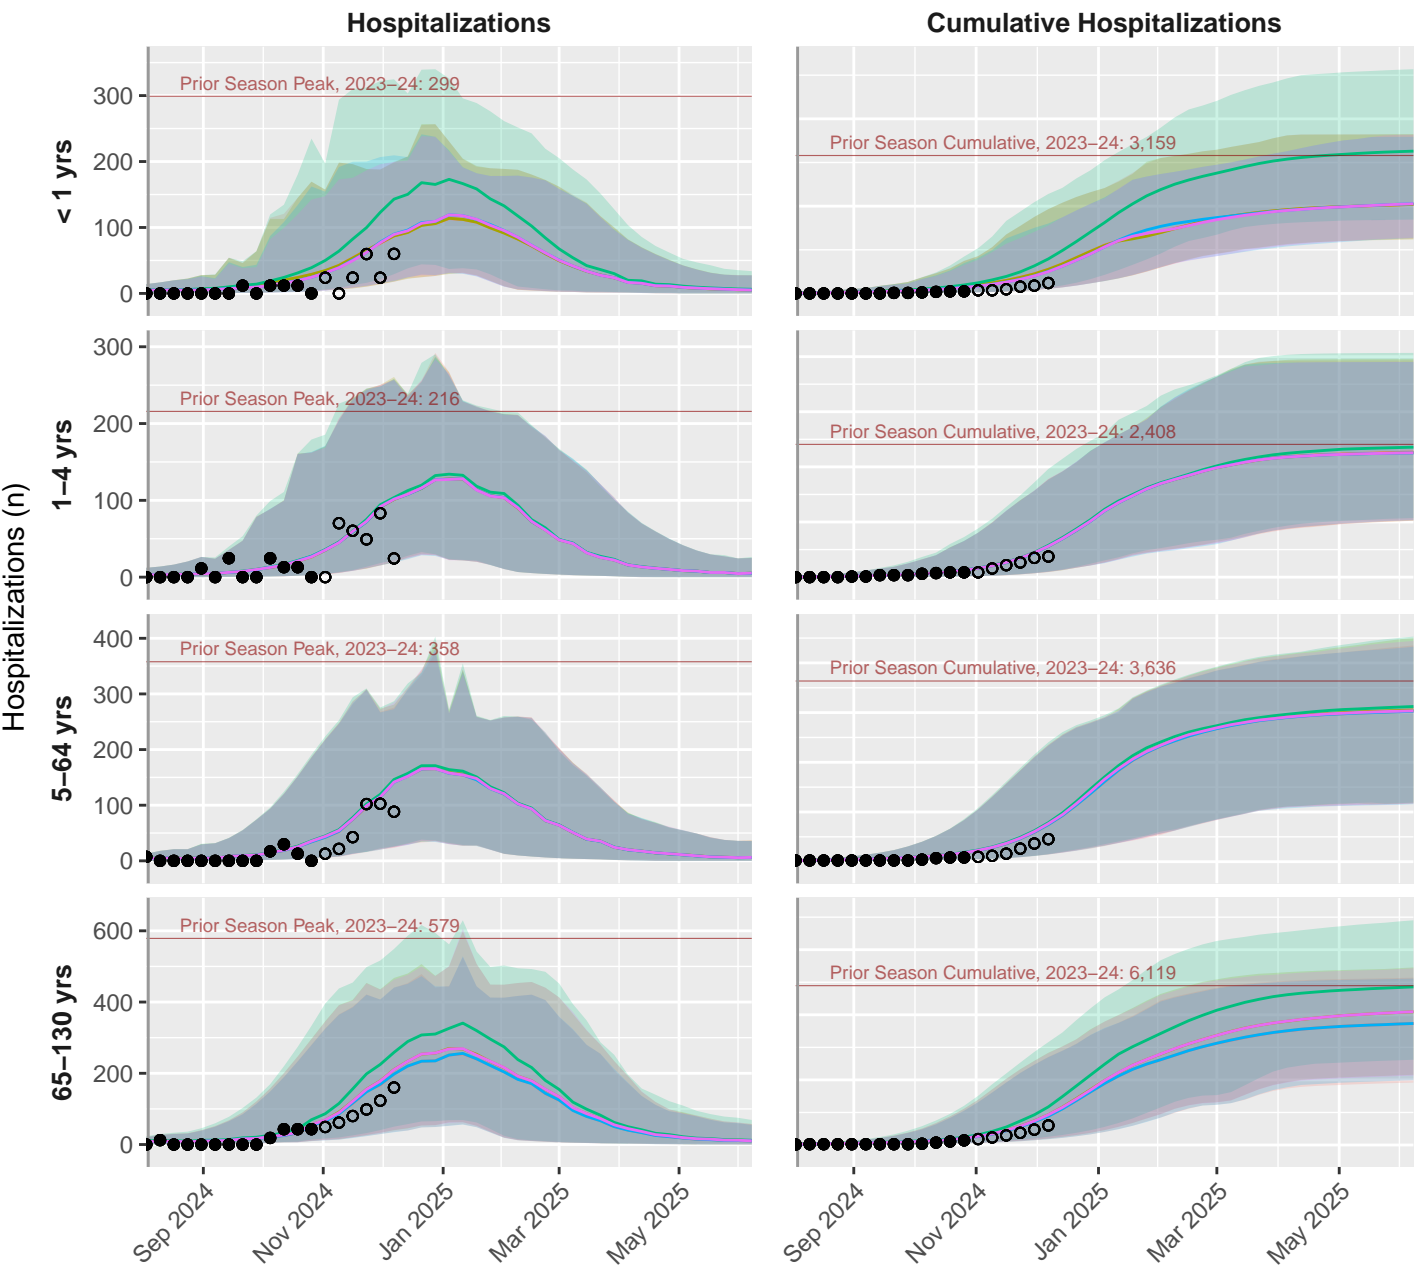 Hospitalizations
Cumulative Hospitalizations
Hospitalizations (n)
< 1 yrs
300
200
100
0
Prior Season Peak, 2023–24: 299
Prior Season Cumulative, 2023–24: 3,159
1–4 yrs
300
200
100
0
Prior Season Peak, 2023–24: 216
Prior Season Cumulative, 2023–24: 2,408
5–64 yrs
400
300
200
100
0
Prior Season Peak, 2023–24: 358
Prior Season Cumulative, 2023–24: 3,636
65–130 yrs
600
400
200
0
Prior Season Peak, 2023–24: 579
Prior Season Cumulative, 2023–24: 6,119
Sep 2024
Nov 2024
Jan 2025
Mar 2025
May 2025
Sep 2024
Nov 2024
Jan 2025
Mar 2025
May 2025